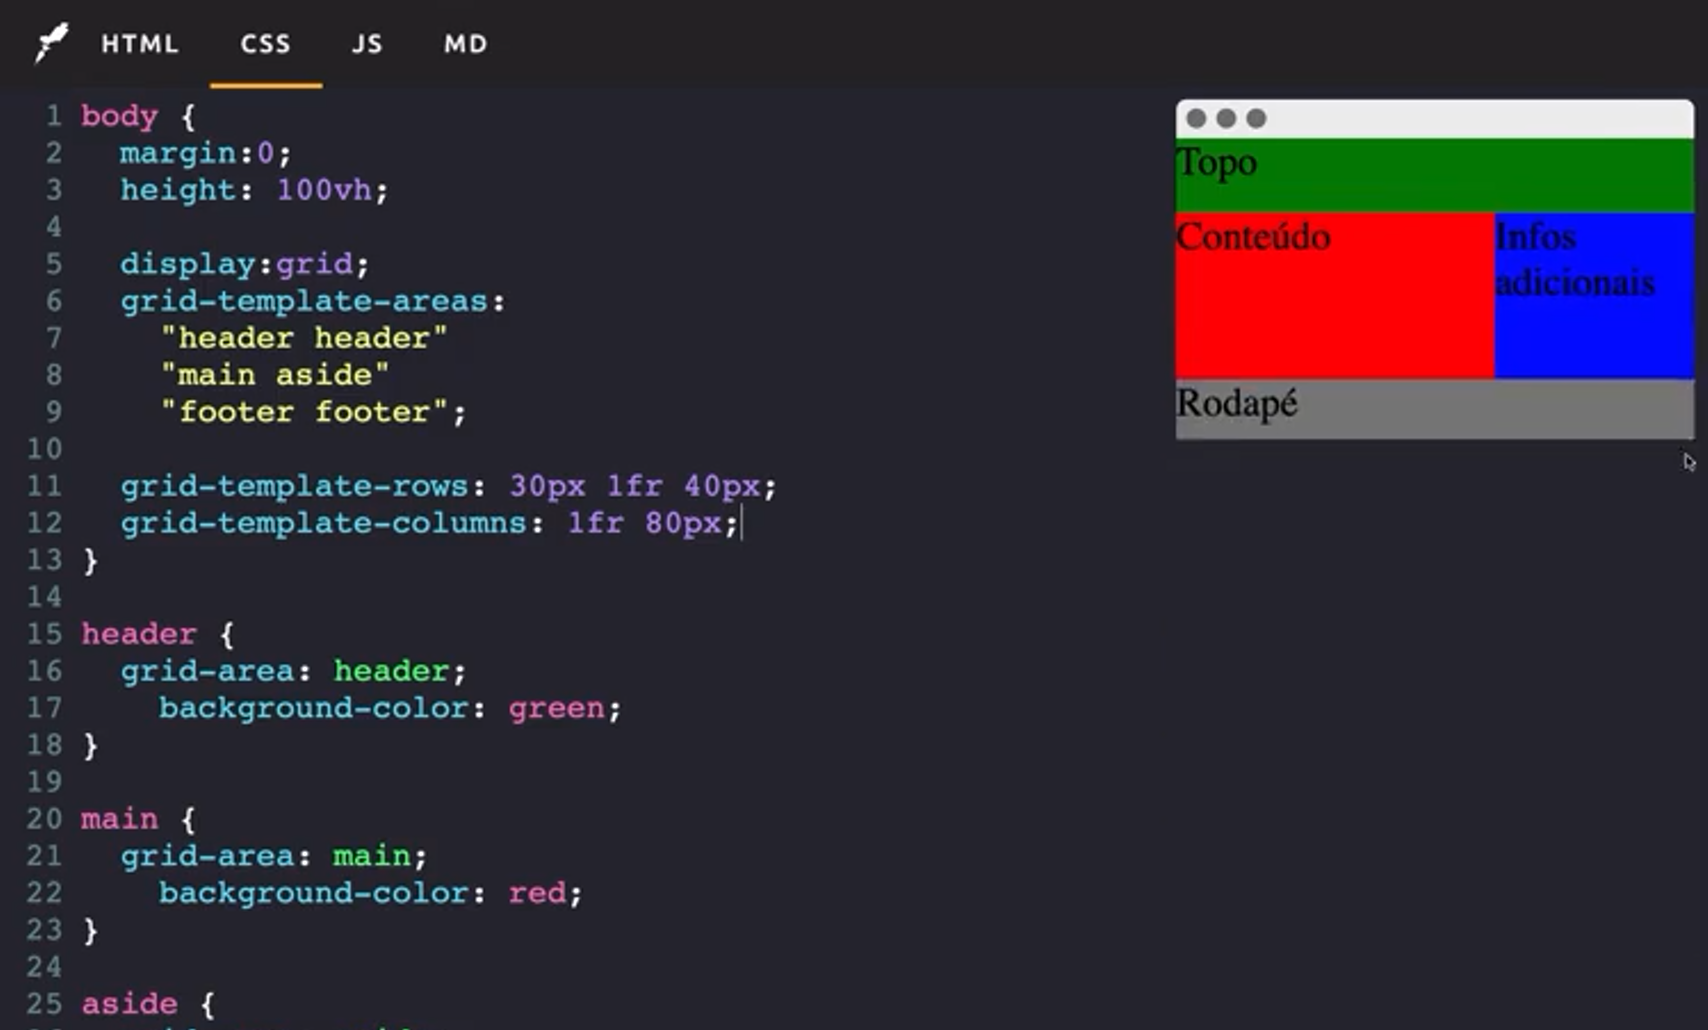 HTML CSS JS MD
1 body {
2 margin:0;
3 height: 100vh;
4
5 display:grid;
6 grid-template-areas:
7 "header header"
8 "main aside"
9 "footer footer";
10
11 grid-template-rows: 30px 1fr 40px;
12 grid-template-columns: 1fr 80px;
13 }
14
15 header {
16 grid-area: header;
17 background-color: green;
18 }
19
20 main {
21 grid-area: main;
22 background-color: red;
23 }
24
25 aside {
Topo
Conteúdo
Infos
adicionais
Rodapé